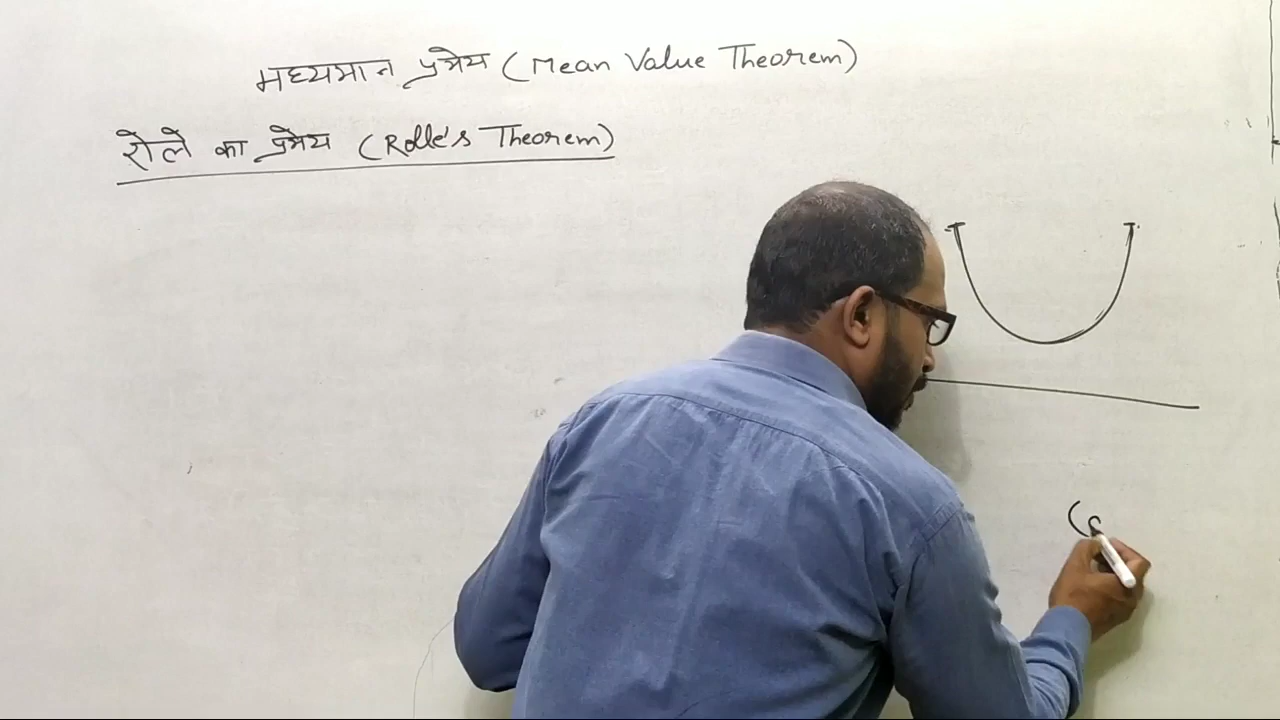 मध्यमान प्रमेय (Mean Value Theorem)
रोले का प्रमेय (Rolle's Theorem)